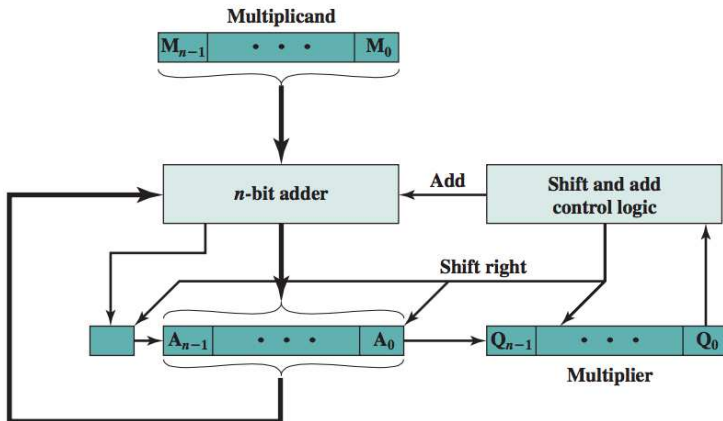 Multiplicand
Mn−1 • • • M0
n-bit adder
Add
Shift and add
control logic
Shift right
An−1 • • • A0
Qn−1 • • • Q0
Multiplier